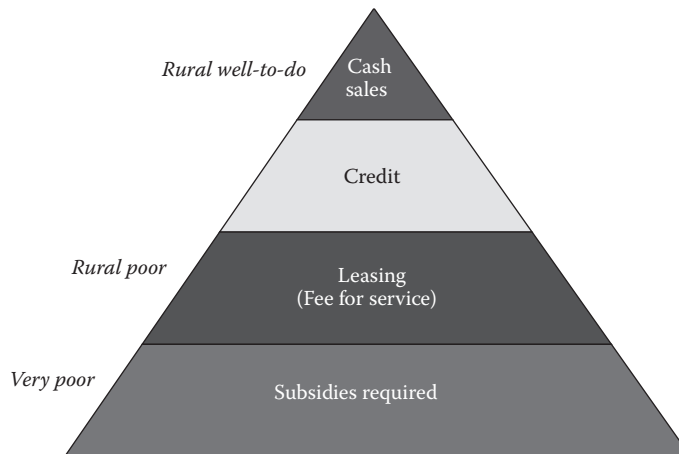 Rural well-to-do
Cash
sales
Credit
Rural poor
Leasing
(Fee for service)
Very poor
Subsidies required